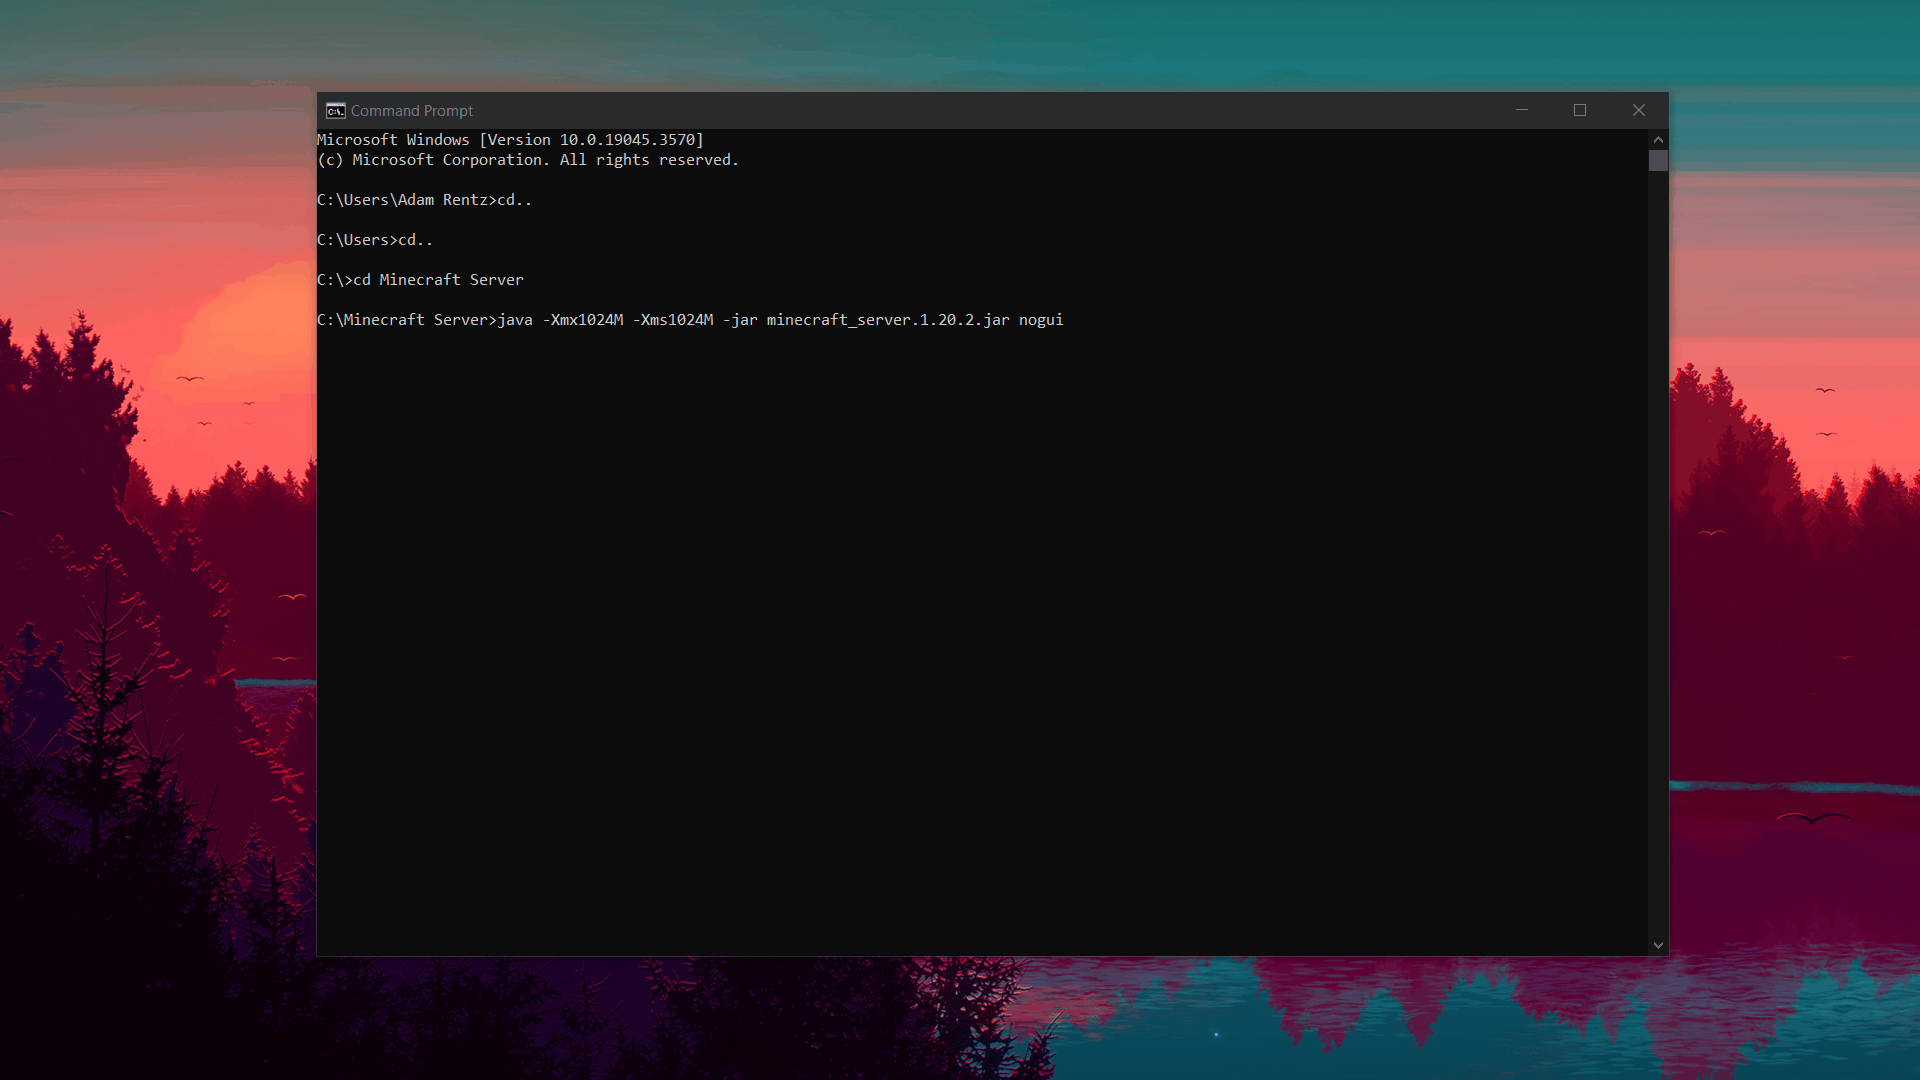 Command Prompt
Microsoft Windows [Version 10.0.19045.3570]
(c) Microsoft Corporation. All rights reserved.
C:\Users\Adam Rentz>cd..
C:\Users>cd..
C:\>cd Minecraft Server
C:\Minecraft Server>java -Xmx1024M -Xms1024M -jar minecraft_server.1.20.2.jar nogui